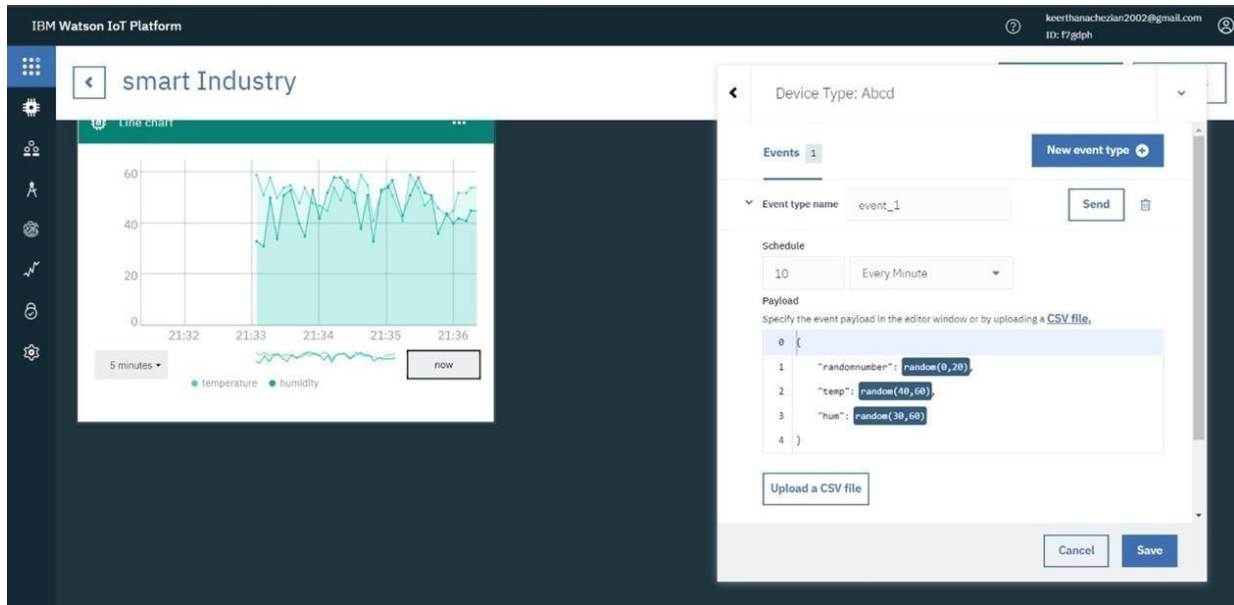 IBM Watson IoT Platform
keerthanachezian2002@gmail.com
ID: f7gdph
smart Industry
Line chart
60
40
20
0
21:32 21:33 21:34 21:35 21:36
5 minutes
now
temperature humidity
Device Type: Abcd
Events 1
New event type
Event type name event_1 Send
Schedule
10 Every Minute
Payload
Specify the event payload in the editor window or by uploading a CSV file.
0 {
1 "randomnumber": random(0,20),
2 "temp": random(40,60),
3 "hum": random(30,60)
4 }
Upload a CSV file
Cancel Save